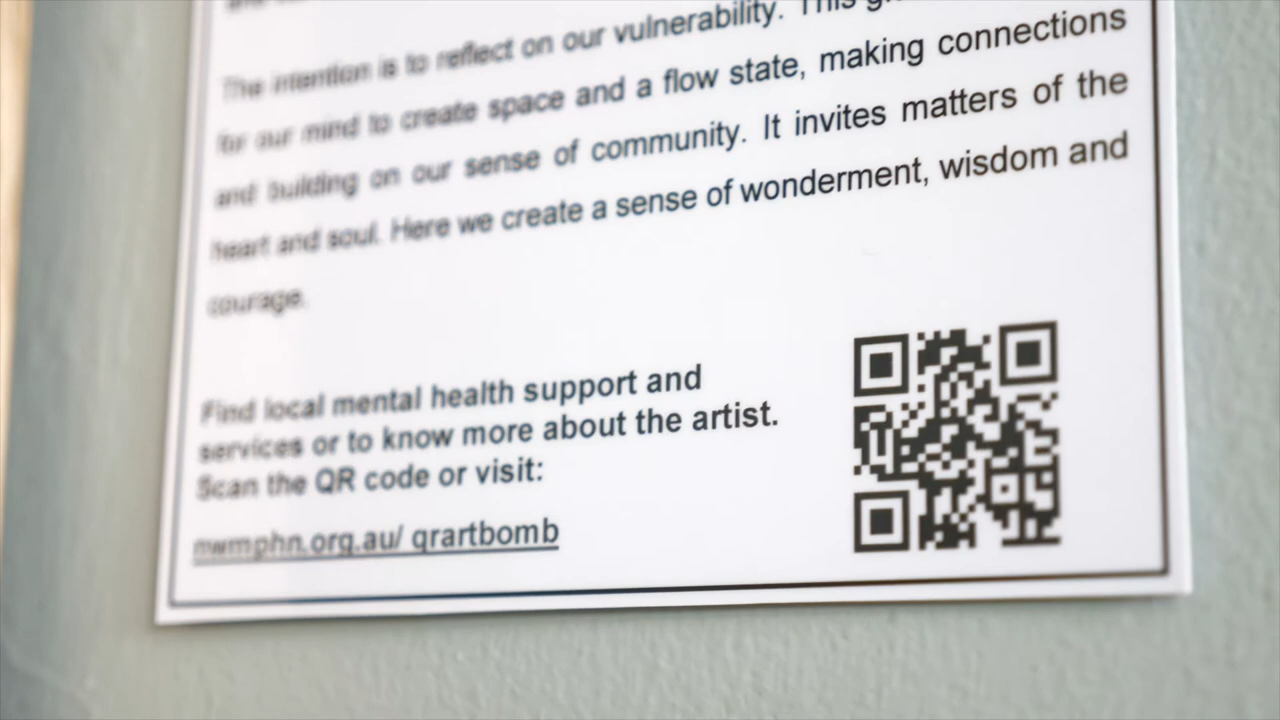 The intention is to reflect on our vulnerability. This
for our mind to create space and a flow state, making connections
and building on our sense of community. It invites matters of the
heart and soul. Here we create a sense of wonderment, wisdom and
courage.
Find local mental health support and
services or to know more about the artist.
Scan the QR code or visit:
nwmphn.org.au/ qrartbomb